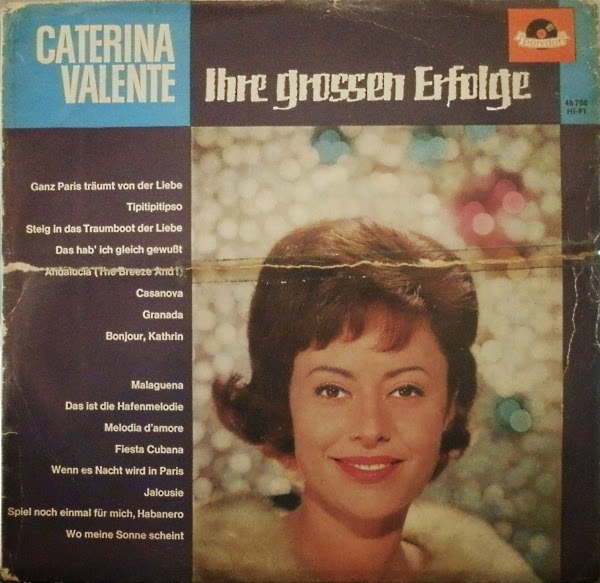 CATERINA
VALENTE
Ihre grossen Erfolge
Polydor
46 700
HI-FI
Ganz Paris träumt von der Liebe
Tipitipitipso
Steig in das Traumboot der Liebe
Das hab' ich gleich gewußt
Andalucia (The Breeze And I)
Casanova
Granada
Bonjour, Kathrin
Malaguena
Das ist die Hafenmelodie
Melodia d'amore
Fiesta Cubana
Wenn es Nacht wird in Paris
Jalousie
Spiel noch einmal für mich, Habanero
Wo meine Sonne scheint